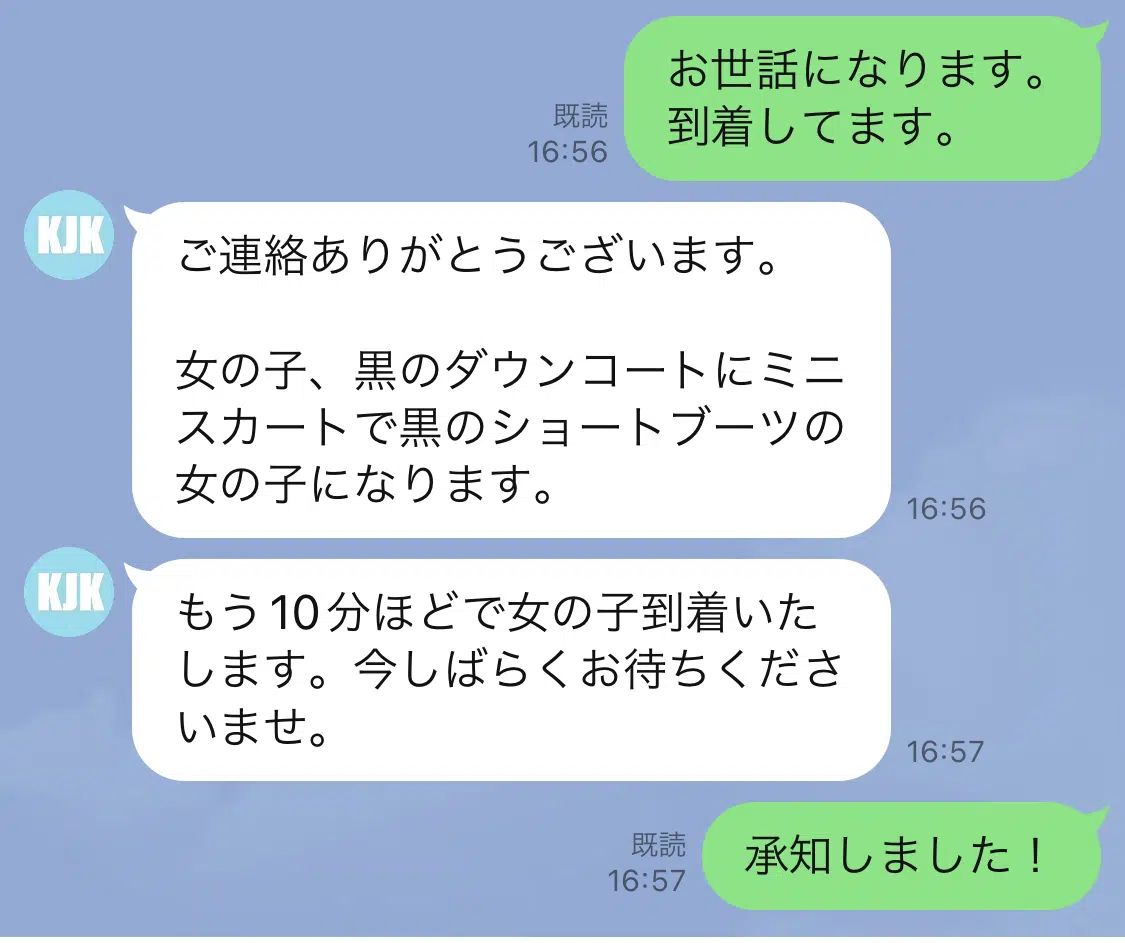 お世話になります。
到着してます。
既読
16:56
KJK
ご連絡ありがとうございます。
女の子、黒のダウンコートにミニ
スカートで黒のショートブーツの
女の子になります。
16:56
KJK
もう10分ほどで女の子到着いた
します。今しばらくお待ちくださ
いませ。
16:57
既読
16:57
承知しました！